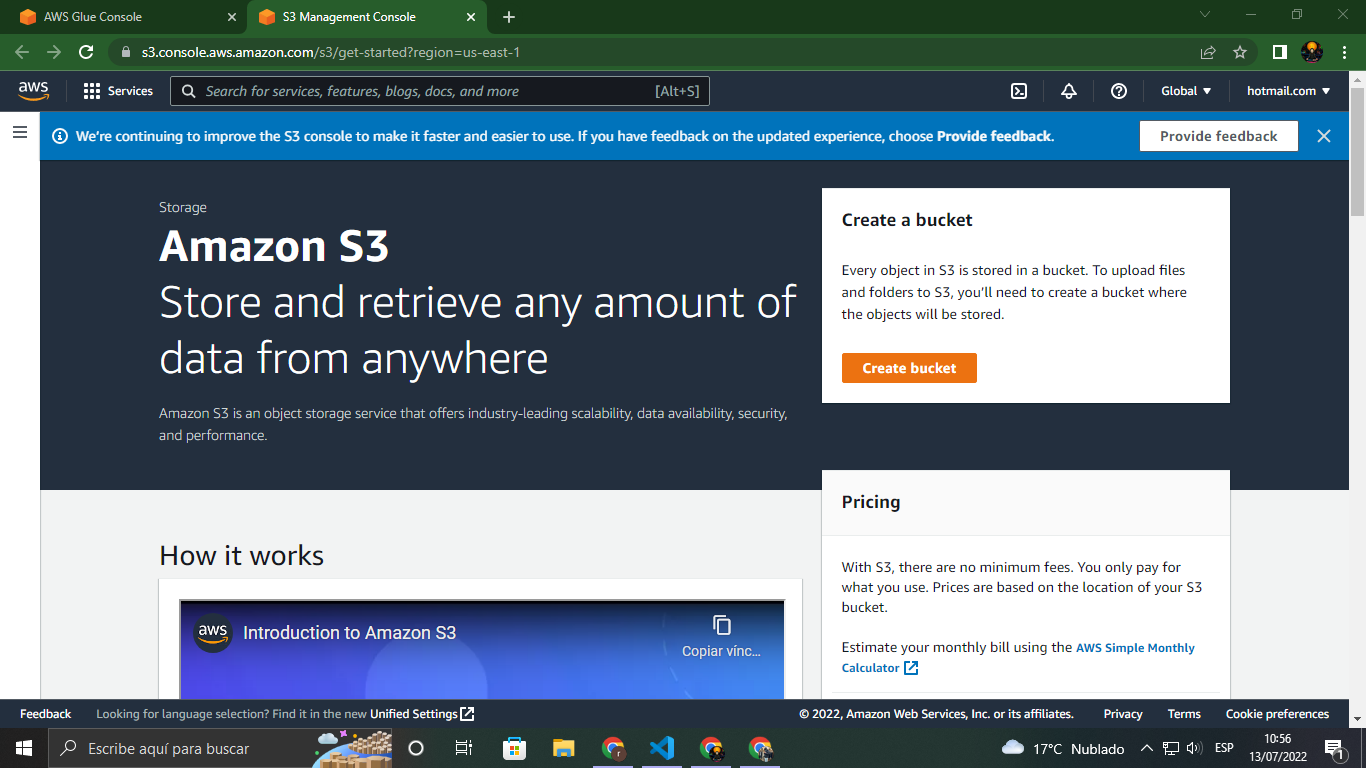 AWS Glue Console
S3 Management Console
s3.console.aws.amazon.com/s3/get-started?region=us-east-1
aws
Services
Search for services, features, blogs, docs, and more
[Alt+S]
Global
hotmail.com
We're continuing to improve the S3 console to make it faster and easier to use. If you have feedback on the updated experience, choose Provide feedback.
Provide feedback
Storage
Amazon S3
Store and retrieve any amount of
data from anywhere
Amazon S3 is an object storage service that offers industry-leading scalability, data availability, security,
and performance.
Create a bucket
Every object in S3 is stored in a bucket. To upload files
and folders to S3, you'll need to create a bucket where
the objects will be stored.
Create bucket
Pricing
With S3, there are no minimum fees. You only pay for
what you use. Prices are based on the location of your S3
bucket.
Estimate your monthly bill using the AWS Simple Monthly
Calculator
How it works
aws
Introduction to Amazon S3
Copiar vínc...
Feedback
Looking for language selection? Find it in the new Unified Settings
© 2022, Amazon Web Services, Inc. or its affiliates.
Privacy
Terms
Cookie preferences
Escribe aquí para buscar
r
17°C Nublado
ESP
10:56
13/07/2022
1